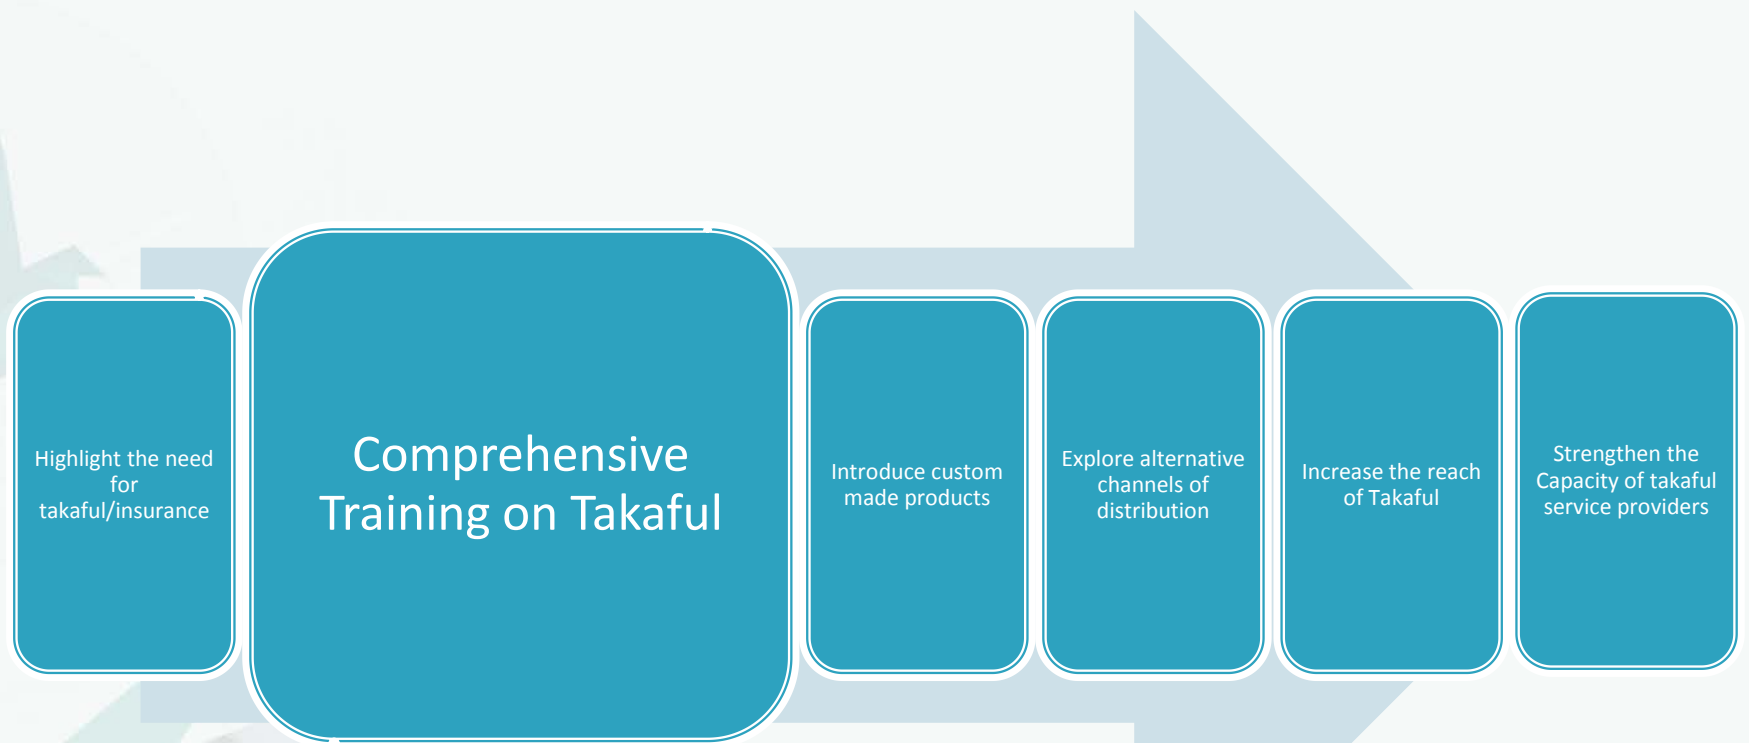 Highlight the need
for
takaful/insurance
Comprehensive
Training on Takaful
Introduce custom
made products
Explore alternative
channels of
distribution
Increase the reach
of Takaful
Strengthen the
Capacity of takaful
service providers